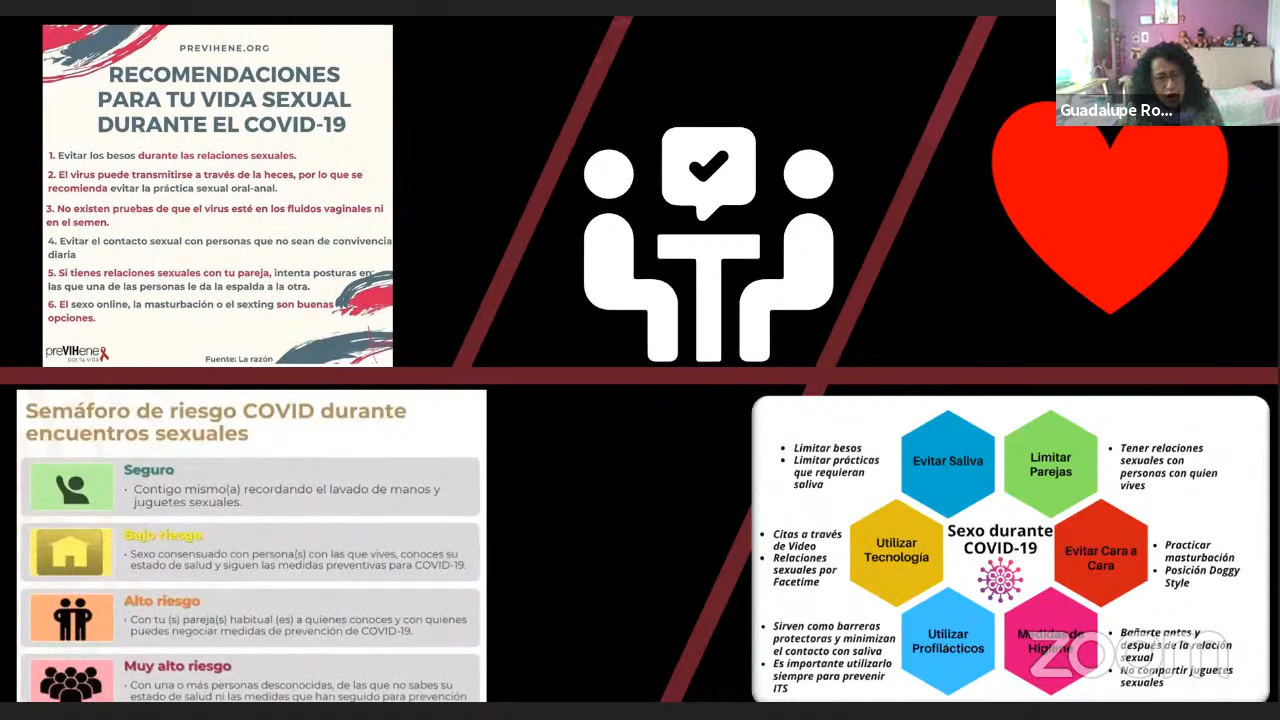 PREVIHENE.ORG
RECOMENDACIONES
PARA TU VIDA SEXUAL
DURANTE EL COVID-19
1. Evitar los besos durante las relaciones sexuales.
2. El virus puede transmitirse a través de la heces, por lo que se
recomienda evitar la práctica sexual oral-anal.
3. No existen pruebas de que el virus esté en los fluidos vaginales ni
en el semen.
4. Evitar el contacto sexual con personas que no sean de convivencia
diaria
5. Si tienes relaciones sexuales con tu pareja, intenta posturas en
las que una de las personas le da la espalda a la otra.
6. El sexo online, la masturbación o el sexting son buenas
opciones.
preVIHene
por tu vida
Fuente: La razón
Guadalupe Ro...
Semáforo de riesgo COVID durante
encuentros sexuales
Seguro
· Contigo mismo(a) recordando el lavado de manos y
juguetes sexuales.
Bajo riesgo
· Sexo consensuado con persona(s) con las que vives, conoces su
estado de salud y siguen las medidas preventivas para COVID-19.
Alto riesgo
· Con tu (s) pareja(s) habitual (es) a quienes conoces y con quienes
puedes negociar medidas de prevención de COVID-19.
Muy alto riesgo
· Con una o más personas desconocidas, de las que no sabes su
estado de salud ni las medidas que han seguido para prevención
• Limitar besos
• Limitar prácticas
que requieran
saliva
Evitar Saliva
Limitar
Parejas
• Tener relaciones
sexuales con
personas con quien
vives
• Citas a través
de Video
• Relaciones
sexuales por
Facetime
Utilizar
Tecnología
Sexo durante
COVID-19
Evitar Cara a
Cara
• Practicar
masturbación
• Posición Doggy
Style
• Sirven como barreras
protectoras y minimizan
el contacto con saliva
• Es importante utilizarlo
siempre para prevenir
ITS
Utilizar
Profilácticos
Medidas de
Higiene
• Bañarte antes y
después de la relación
sexual
• No compartir juguetes
sexuales
zoom